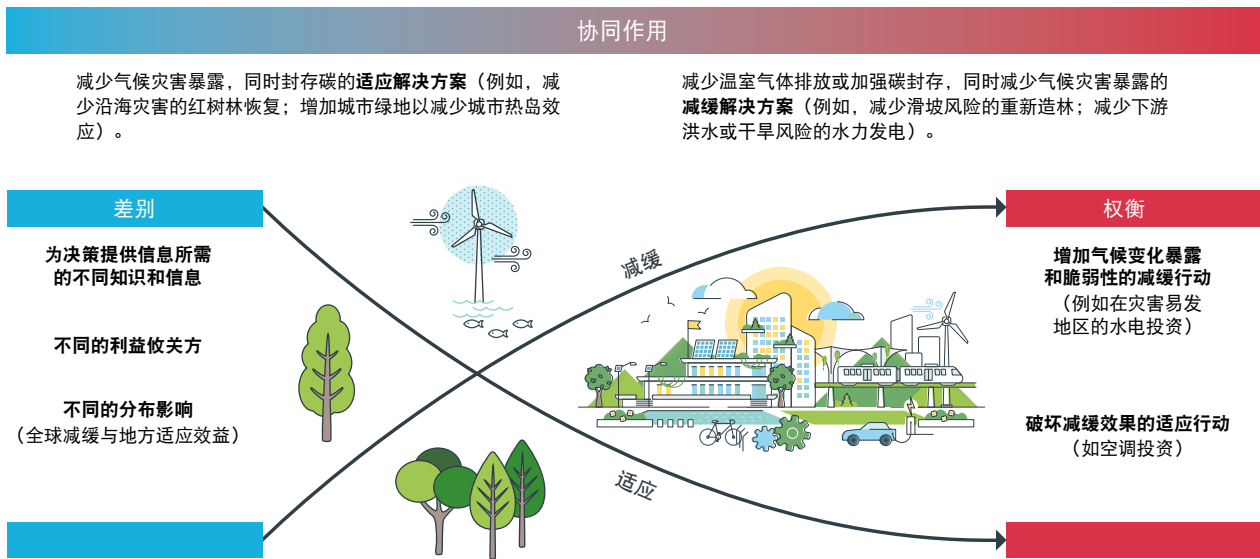 协同作用
减少气候灾害暴露，同时封存碳的适应解决方案（例如，减
少沿海灾害的红树林恢复；增加城市绿地以减少城市热岛效
应）。
减少温室气体排放或加强碳封存，同时减少气候灾害暴露的
减缓解决方案（例如，减少滑坡风险的重新造林；减少下游
洪水或干旱风险的水力发电）。
差别
为决策提供信息所需
的不同知识和信息
不同的利益攸关方
不同的分布影响
（全球减缓与地方适应效益）
减缓
适应
权衡
增加气候变化暴露
和脆弱性的减缓行动
（例如在灾害易发
地区的水电投资）
破坏减缓效果的适应行动
（如空调投资）